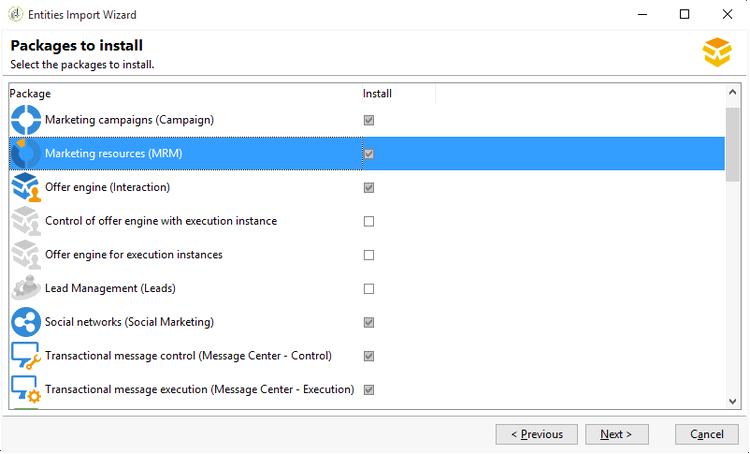 Entities Import Wizard
Packages to install
Select the packages to install.
Package Install
Marketing campaigns (Campaign)
Marketing resources (MRM)
Offer engine (Interaction)
Control of offer engine with execution instance
Offer engine for execution instances
Lead Management (Leads)
Social networks (Social Marketing)
Transactional message control (Message Center - Control)
Transactional message execution (Message Center - Execution)
< Previous Next > Cancel